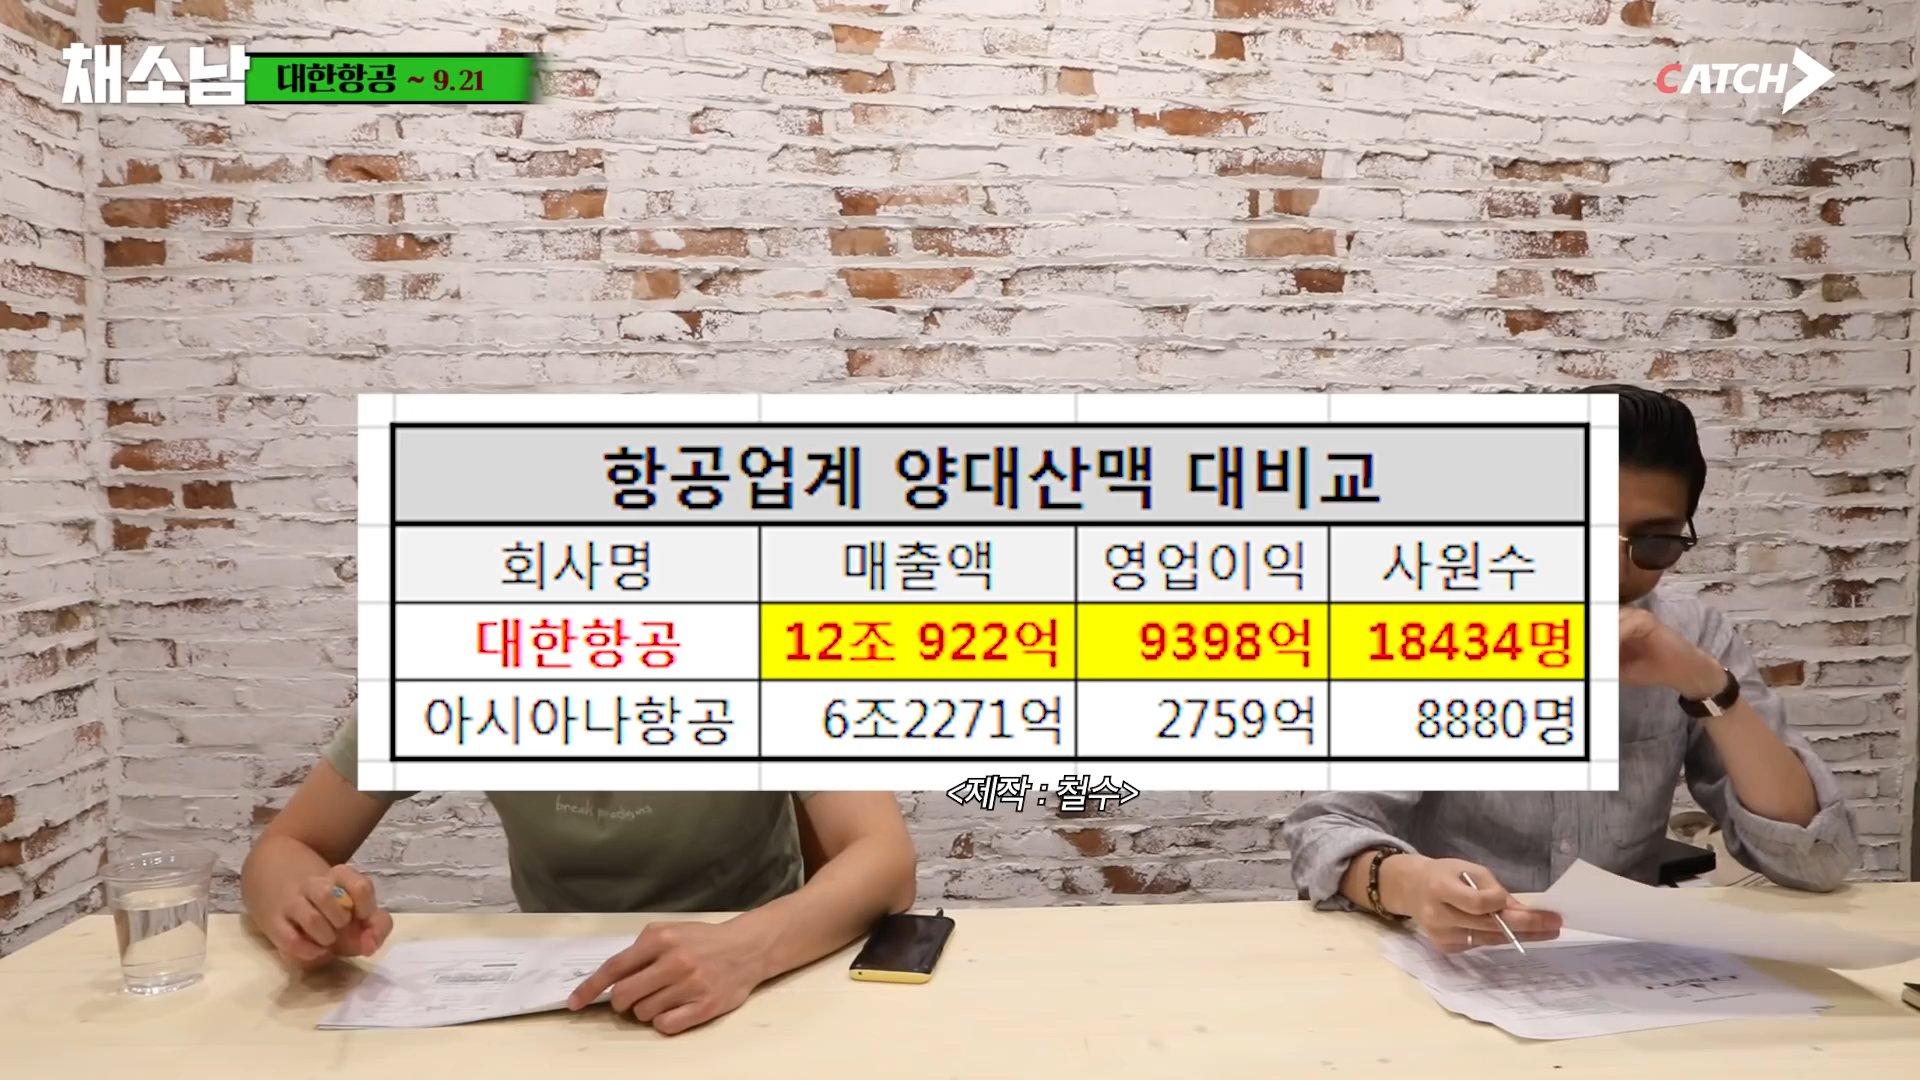 채소남
대한항공 ~ 9.21
CATCH
항공업계 양대산맥 대비교
회사명 매출액 영업이익 사원수
대한항공 12조 922억 9398억 18434명
아시아나항공 6조2271억 2759억 8880명
<제작 : 철수>